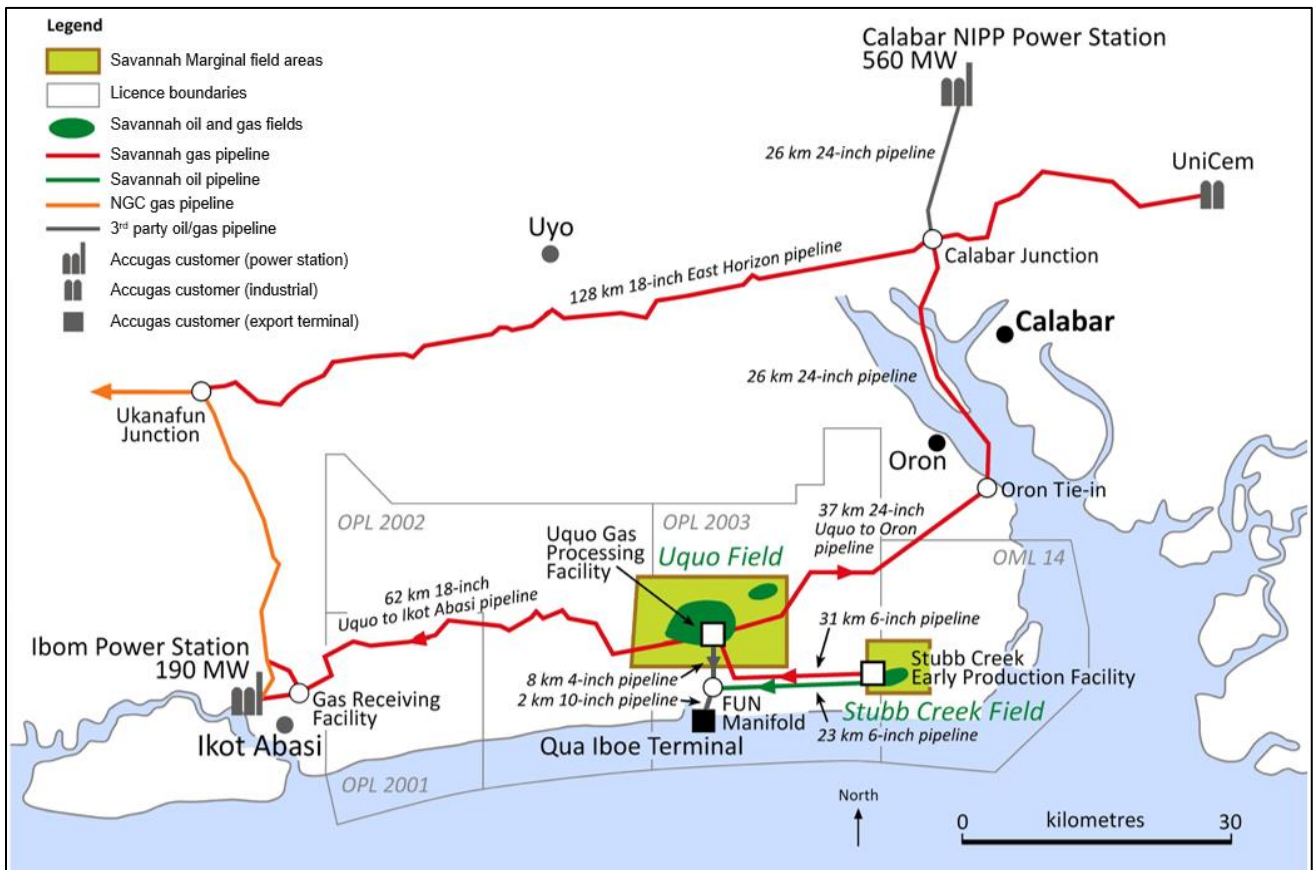 Legend
Savannah Marginal field areas
Licence boundaries
Savannah oil and gas fields
Savannah gas pipeline
Savannah oil pipeline
NGC gas pipeline
3rd party oil/gas pipeline
Accugas customer (power station)
Accugas customer (industrial)
Accugas customer (export terminal)
Calabar NIPP Power Station
560 MW
26 km 24-inch pipeline
UniCem
Uyo
128 km 18-inch East Horizon pipeline
Calabar Junction
Calabar
26 km 24-inch pipeline
Ukanafun
Junction
Oron
Oron Tie-in
OPL 2002
OPL 2003
37 km 24-inch
Uquo to Oron
pipeline
OML 14
Uquo Gas
Processing
Facility
Uquo Field
62 km 18-inch
Uquo to Ikot Abasi pipeline
31 km 6-inch pipeline
Ibom Power Station
190 MW
Gas Receiving
Facility
Ikot Abasi
8 km 4-inch pipeline
2 km 10-inch pipeline
FUN
Manifold
Stubb Creek
Early Production Facility
Stubb Creek Field
23 km 6-inch pipeline
Qua Iboe Terminal
OPL 2001
North
0 kilometres 30